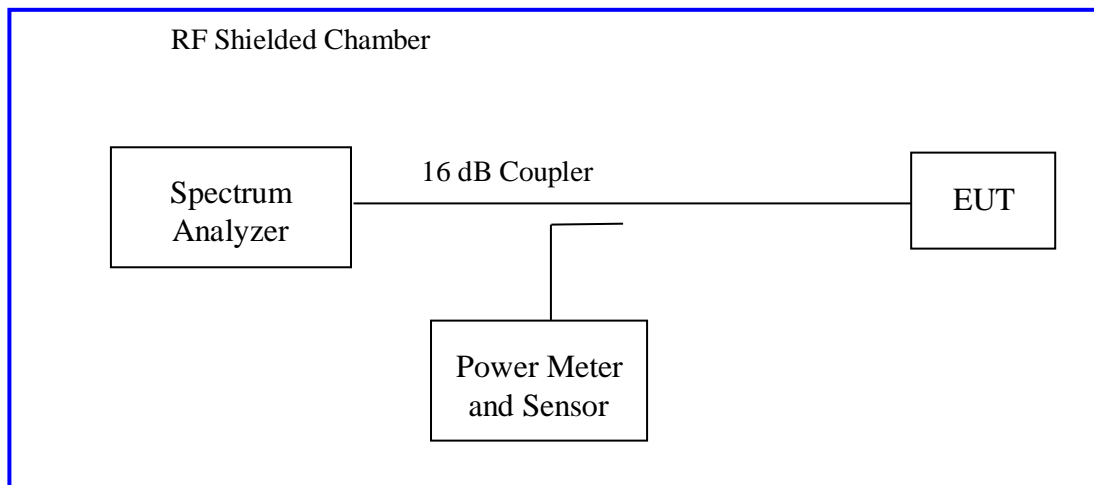 RF Shielded Chamber
16 dB Coupler
Spectrum
Analyzer
EUT
Power Meter
and Sensor